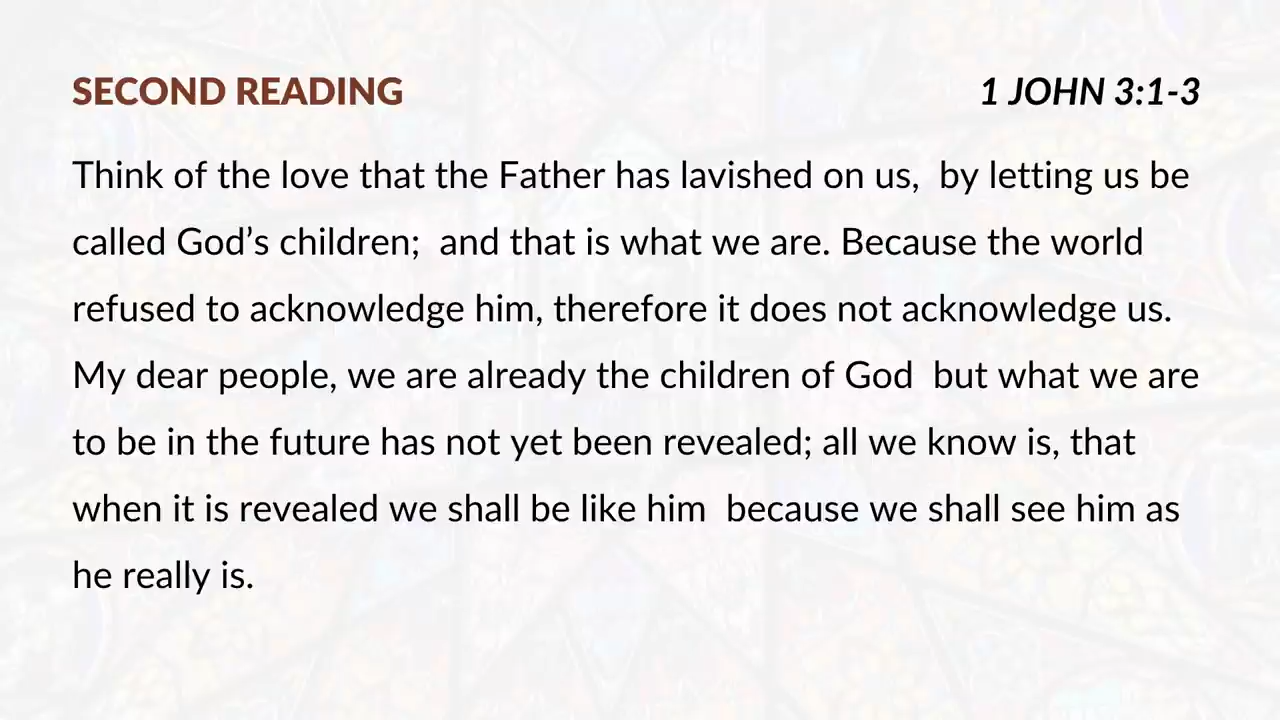 SECOND READING 1 JOHN 3:1-3
Think of the love that the Father has lavished on us,  by letting us be
called God’s children;  and that is what we are. Because the world
refused to acknowledge him, therefore it does not acknowledge us.
My dear people, we are already the children of God  but what we are
to be in the future has not yet been revealed; all we know is, that
when it is revealed we shall be like him  because we shall see him as
he really is.